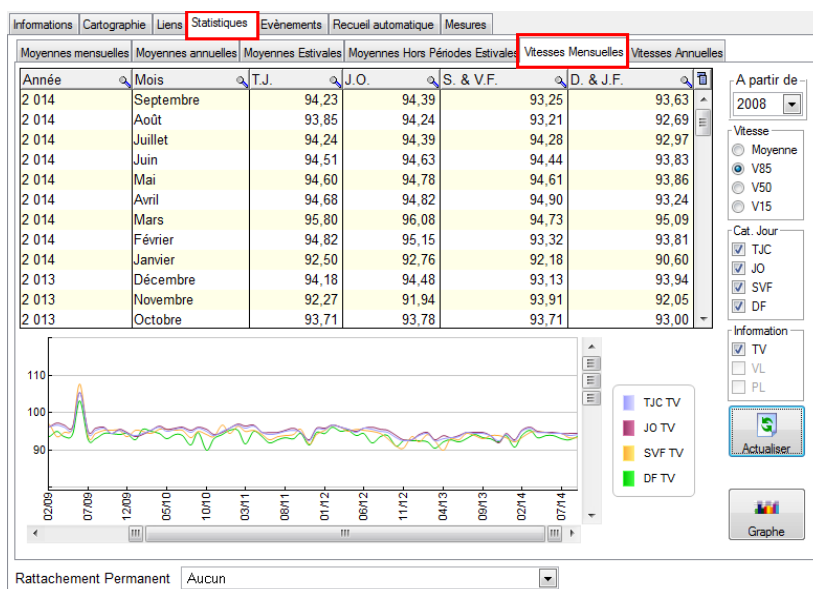 Informations Cartographie Liens Statistiques Evènements Recueil automatique Mesures
Moyennes mensuelles Moyennes annuelles Moyennes Estivales Moyennes Hors Périodes Estivales Vitesses Mensuelles Vitesses Annuelles
Année Mois T.J. J.O. S. & V.F. D. & J.F.
2 014 Septembre 94,23 94,39 93,25 93,63
2 014 Août 93,85 94,24 93,21 92,69
2 014 Juillet 94,24 94,39 94,28 92,97
2 014 Juin 94,51 94,63 94,44 93,83
2 014 Mai 94,60 94,78 94,61 93,86
2 014 Avril 94,68 94,82 94,90 93,24
2 014 Mars 95,80 96,08 94,73 95,09
2 014 Février 94,82 95,15 93,32 93,81
2 014 Janvier 92,50 92,76 92,18 90,60
2 013 Décembre 94,18 94,48 93,13 93,94
2 013 Novembre 92,27 91,94 93,91 92,05
2 013 Octobre 93,71 93,78 93,71 93,00
A partir de
2008
Vitesse
Moyenne
V85
V50
V15
Cat. Jour
TJC
JO
SVF
DF
Information
TV
VL
PL
Actualiser
Graphe
110
100
90
02/09 07/09 12/09 05/10 10/10 03/11 08/11 01/12 06/12 11/12 04/13 09/13 02/14 07/14
TJC TV
JO TV
SVF TV
DF TV
Rattachement Permanent Aucun